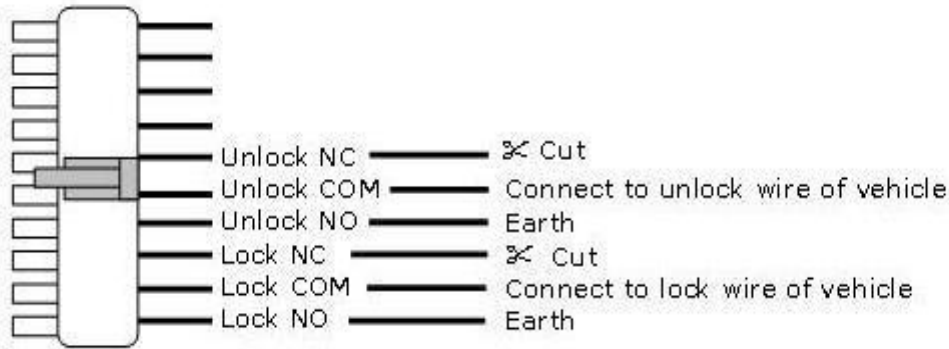 Unlock NC Cut
Unlock COM Connect to unlock wire of vehicle
Unlock NO Earth
Lock NC Cut
Lock COM Connect to lock wire of vehicle
Lock NO Earth